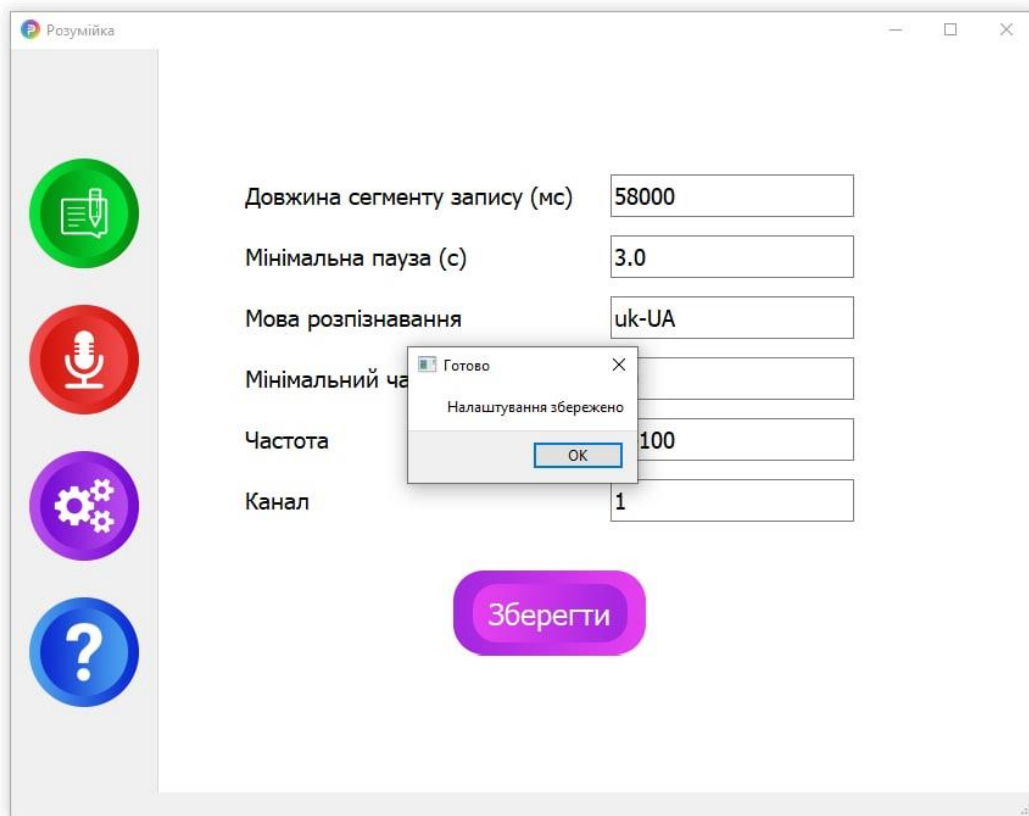 Розумійка
Довжина сегменту запису (мс) 58000
Мінімальна пауза (с) 3.0
Мова розпізнавання uk-UA
Готово
Мінімальний
Налаштування збережено
Частота 100
OK
Канал 1
Зберегти